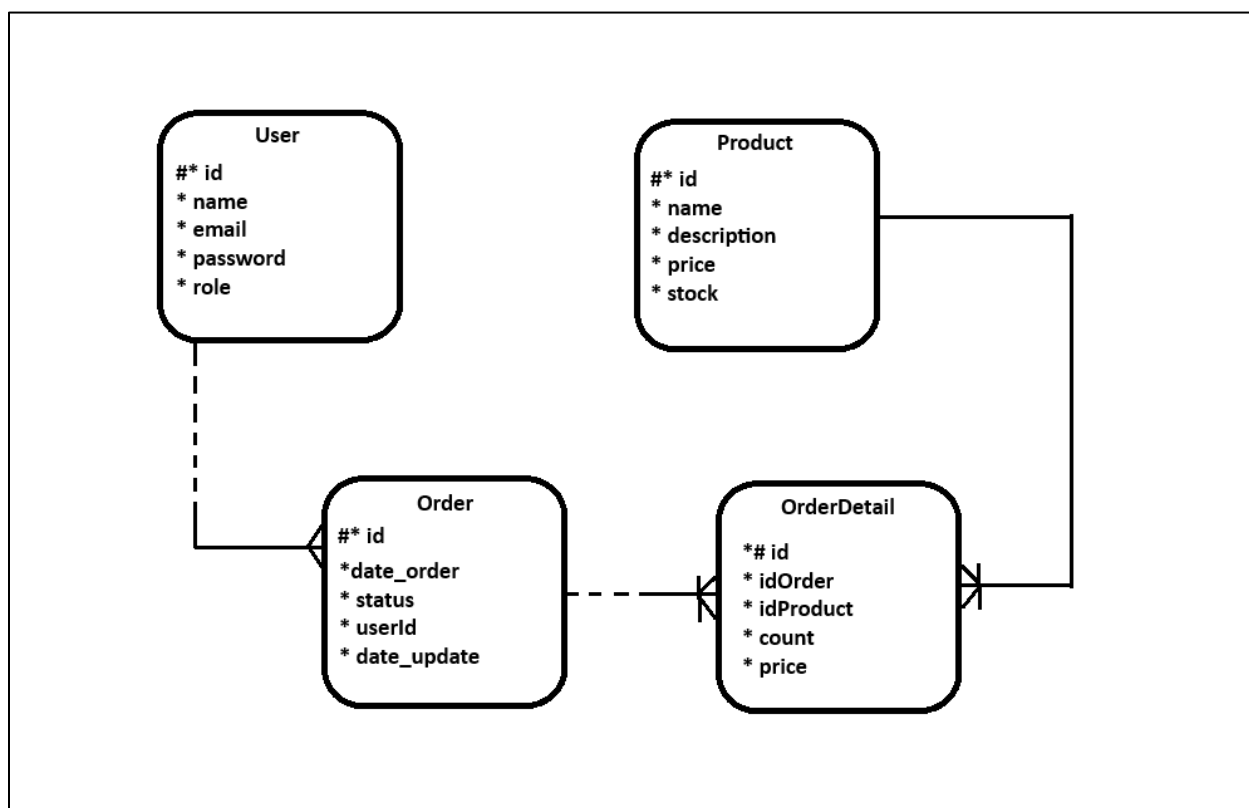 User
#* id
* name
* email
* password
* role
Product
#* id
* name
* description
* price
* stock
Order
#* id
*date_order
* status
* userId
* date_update
OrderDetail
*# id
* idOrder
* idProduct
* count
* price